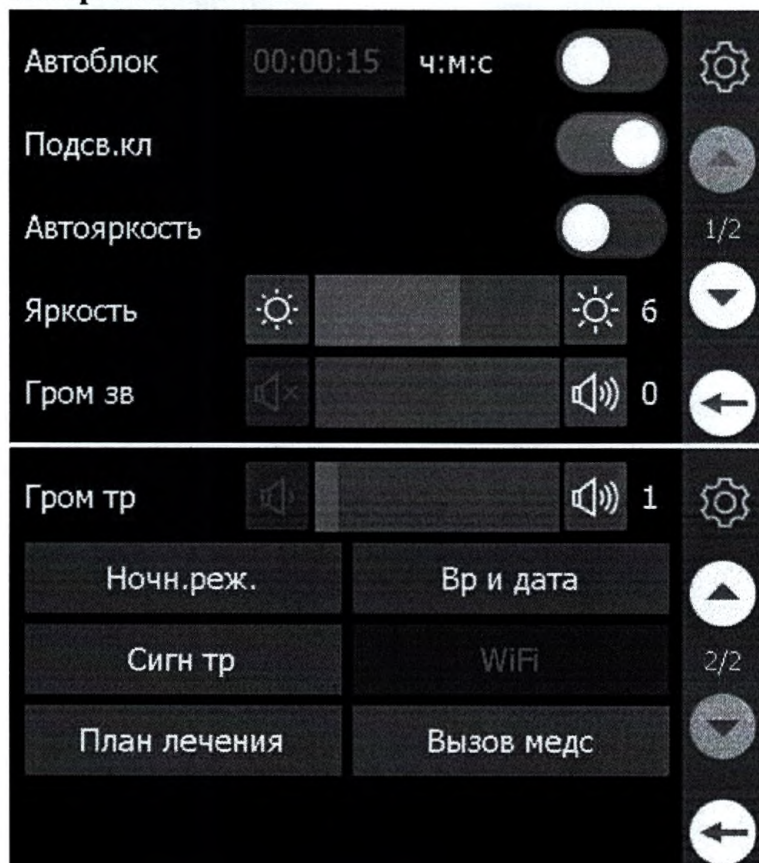 Автоблок 00:00:15 ч:м:с
Подсв.кл
Автояркость 1/2
Яркость 6
Гром зв 0
Гром тр 1
Ночн.реж. Вр и дата
Сигн тр WiFi 2/2
План лечения Вызов медс